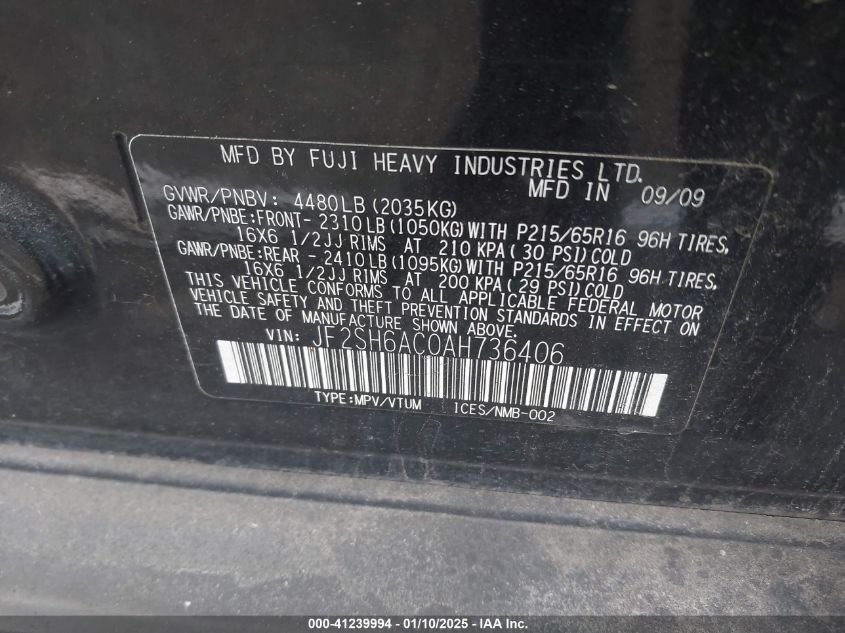 MFD BY FUJI HEAVY INDUSTRIES LTD.
MFD IN 09/09
GVWR/PNBV: 4480LB(2035KG)
GAWR/PNBE:FRONT- 2310LB(1050KG)WITH P215/65R16 96H TIRES,
16X6 1/2JJ RIMS AT 210 KPA(30 PSI)COLD
GAWR/PNBE:REAR - 2410LB(1095KG)WITH P215/65R16 96H TIRES,
16X6 1/2JJ RIMS AT 200 KPA(29 PSI)COLD
THIS VEHICLE CONFORMS TO ALL APPLICABLE FEDERAL MOTOR
VEHICLE SAFETY AND THEFT PREVENTION STANDARDS IN EFFECT ON
THE DATE OF MANUFACTURE SHOWN ABOVE.
VIN: JF2SH6AC0AH736406
TYPE:MPV/VTUM ICES/NMB-002
000-41239994 - 01/10/2025 - IAA Inc.